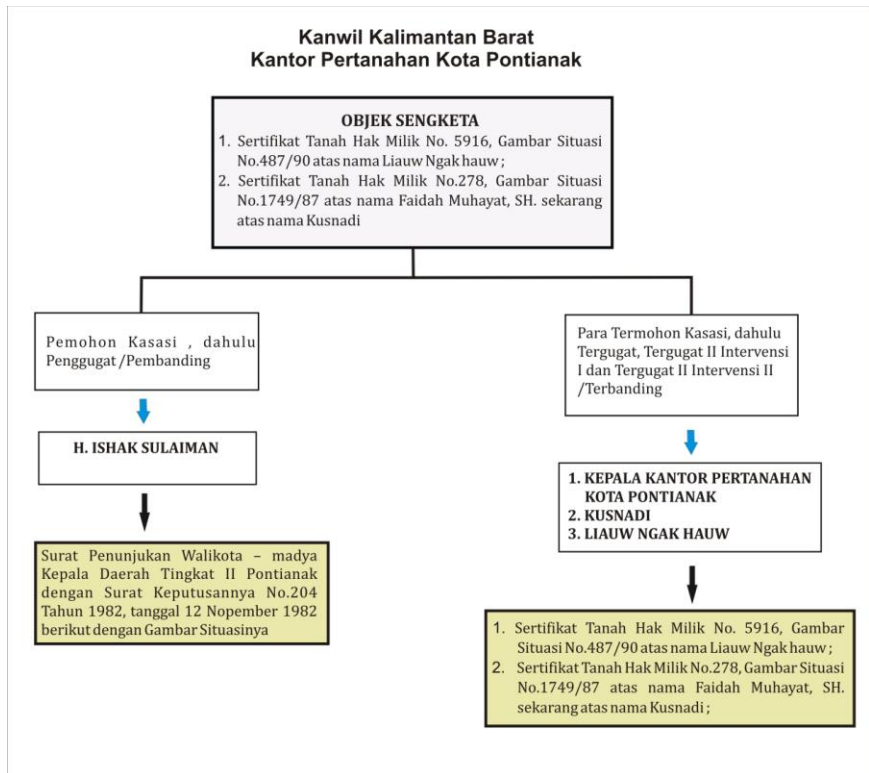 Kanwil Kalimantan Barat
Kantor Pertanahan Kota Pontianak
OBJEK SENGKETA
1. Sertifikat Tanah Hak Milik No. 5916, Gambar Situasi
No.487/90 atas nama Liauw Ngak hauw ;
2. Sertifikat Tanah Hak Milik No.278, Gambar Situasi
No.1749/87 atas nama Faidah Muhayat, SH. sekarang
atas nama Kusnadi
Pemohon Kasasi , dahulu
Penggugat /Pembanding
H. ISHAK SULAIMAN
Surat Penunjukan Walikota – madya
Kepala Daerah Tingkat II Pontianak
dengan Surat Keputusannya No.204
Tahun 1982, tanggal 12 Nopember 1982
berikut dengan Gambar Situasinya
Para Termohon Kasasi, dahulu
Tergugat, Tergugat II Intervensi
I dan Tergugat II Intervensi II
/Terbanding
1. KEPALA KANTOR PERTANAHAN
KOTA PONTIANAK
2. KUSNADI
3. LIAUW NGAK HAUW
1. Sertifikat Tanah Hak Milik No. 5916, Gambar
Situasi No.487/90 atas nama Liauw Ngak hauw ;
2. Sertifikat Tanah Hak Milik No.278, Gambar Situasi
No.1749/87 atas nama Faidah Muhayat, SH.
sekarang atas nama Kusnadi ;